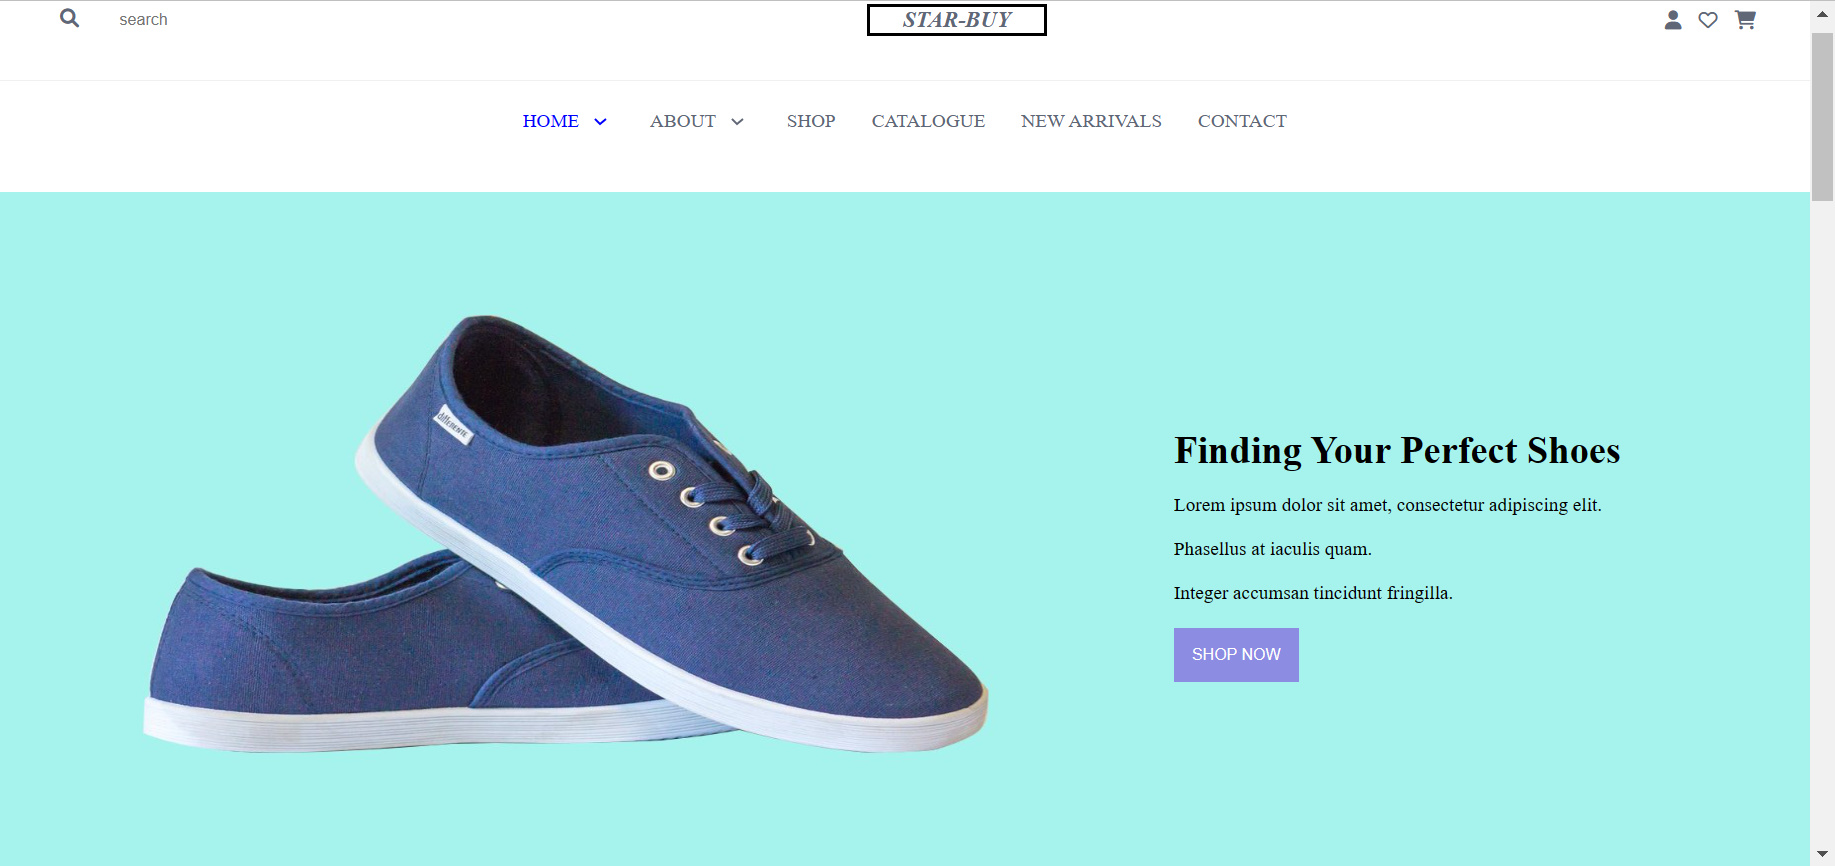 search
STAR-BUY
HOME
ABOUT
SHOP
CATALOGUE
NEW ARRIVALS
CONTACT
differente
Finding Your Perfect Shoes
Lorem ipsum dolor sit amet, consectetur adipiscing elit.
Phasellus at iaculis quam.
Integer accumsan tincidunt fringilla.
SHOP NOW